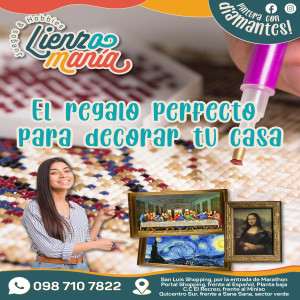 Juegos & Hobbies
Lienzo
manía
Pintura con
diamantes!
El regalo perfecto
para decorar tu casa
098 710 7822
San Luis Shopping, por la entrada de Marathon
Portal Shopping, frente al Español, Planta baja
C.C El Recreo, frente al Miniso
Quicentro Sur, frente a Sana Sana, sector verde